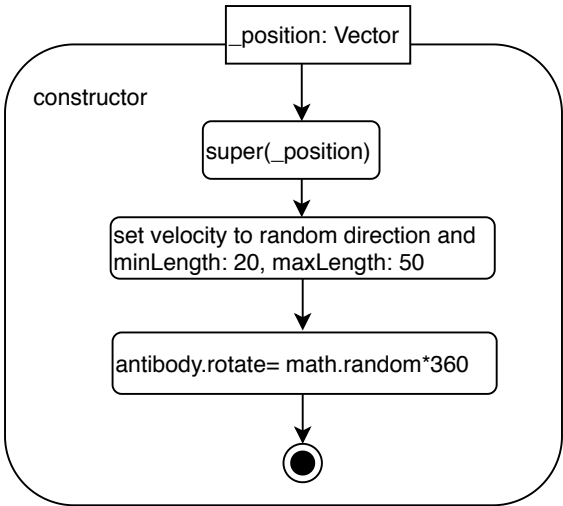 _position: Vector
constructor
super(_position)
set velocity to random direction and
minLength: 20, maxLength: 50
antibody.rotate= math.random*360